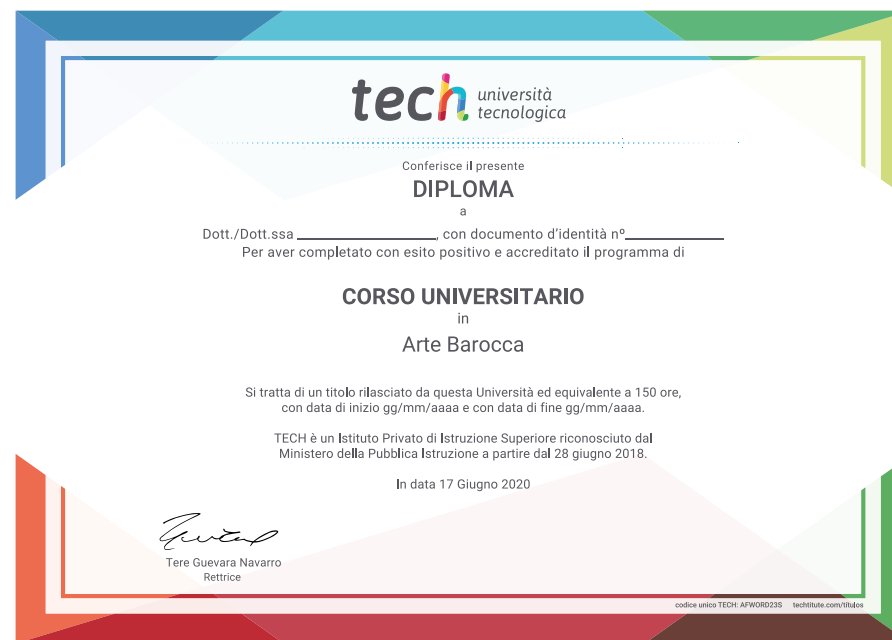 tech università
tecnologica
Conferisce il presente
DIPLOMA
a
Dott./Dott.ssa ________________, con documento d'identità nº___________
Per aver completato con esito positivo e accreditato il programma di
CORSO UNIVERSITARIO
in
Arte Barocca
Si tratta di un titolo rilasciato da questa Università ed equivalente a 150 ore,
con data di inizio gg/mm/aaaa e con data di fine gg/mm/aaaa.
TECH è un Istituto Privato di Istruzione Superiore riconosciuto dal
Ministero della Pubblica Istruzione a partire dal 28 giugno 2018.
In data 17 Giugno 2020
Tere Guevara Navarro
Rettrice
codice unico TECH: AFWORD23S techtitute.com/títulos